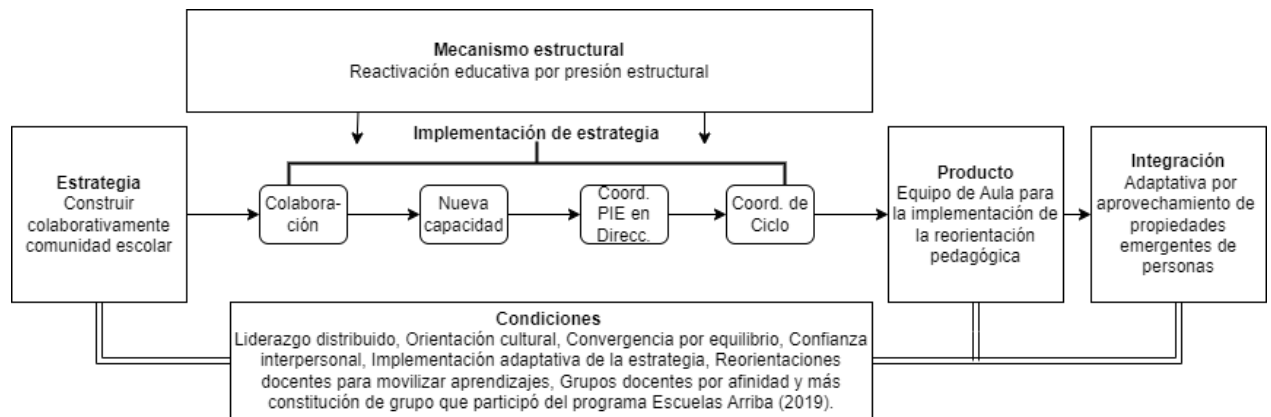 Mecanismo estructural
Reactivación educativa por presión estructural
Implementación de estrategia
Estrategia
Construir
colaborativamente
comunidad escolar
Colabora-
ción
Nueva
capacidad
Coord.
PIE en
Direcc.
Coord. de
Ciclo
Producto
Equipo de Aula para
la implementación de
la reorientación
pedagógica
Integración
Adaptativa por
aprovechamiento de
propiedades
emergentes de
personas
Condiciones
Liderazgo distribuido, Orientación cultural, Convergencia por equilibrio, Confianza
interpersonal, Implementación adaptativa de la estrategia, Reorientaciones
docentes para movilizar aprendizajes, Grupos docentes por afinidad y más
constitución de grupo que participó del programa Escuelas Arriba (2019).